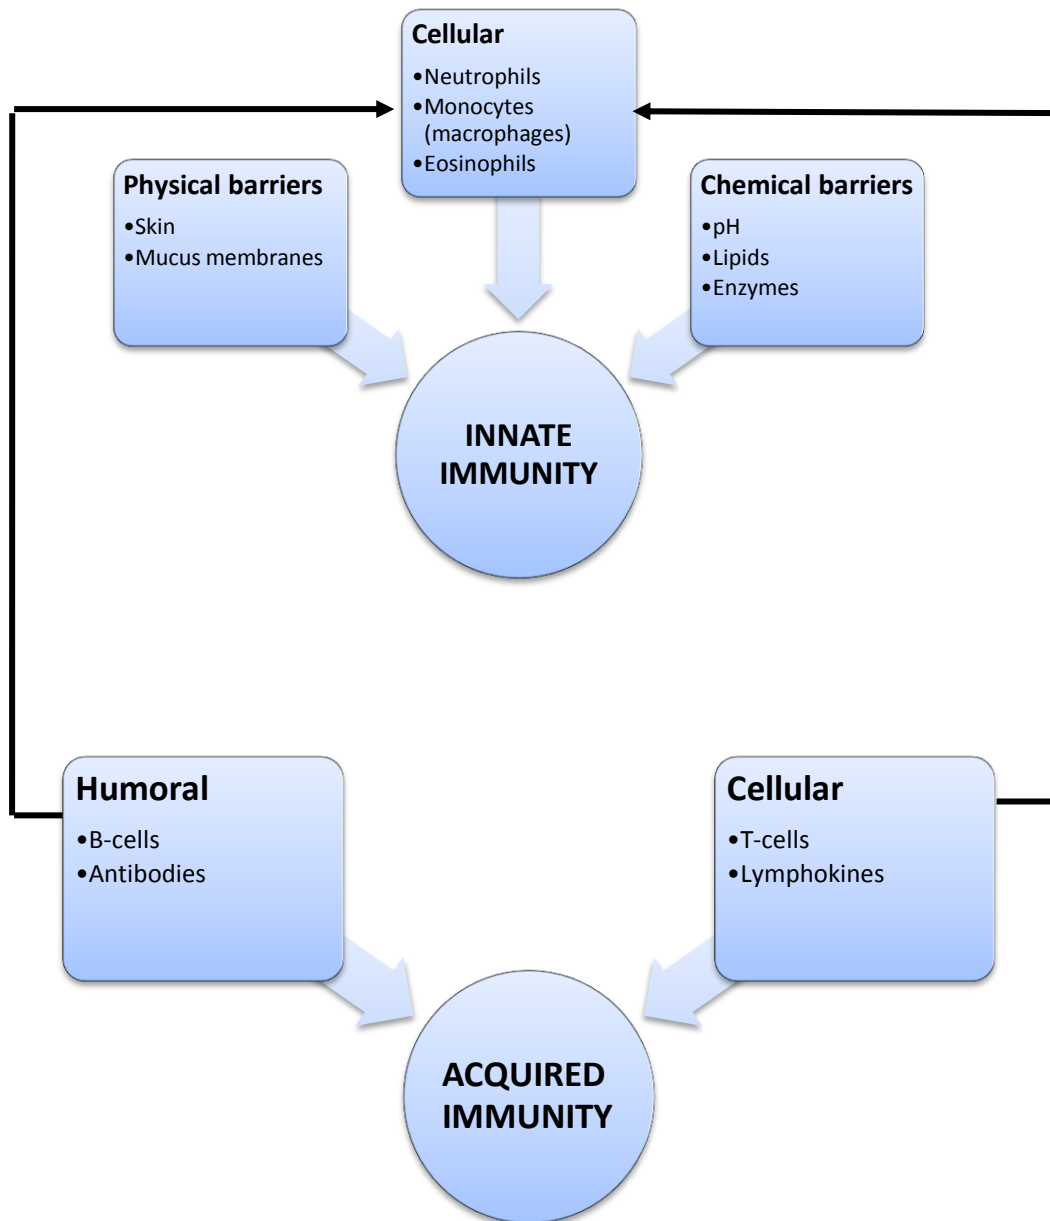 Cellular
•Neutrophils
•Monocytes
(macrophages)
•Eosinophils
Physical barriers
•Skin
•Mucus membranes
Chemical barriers
•pH
•Lipids
•Enzymes
INNATE
IMMUNITY
Humoral
•B-cells
•Antibodies
Cellular
•T-cells
•Lymphokines
ACQUIRED
IMMUNITY